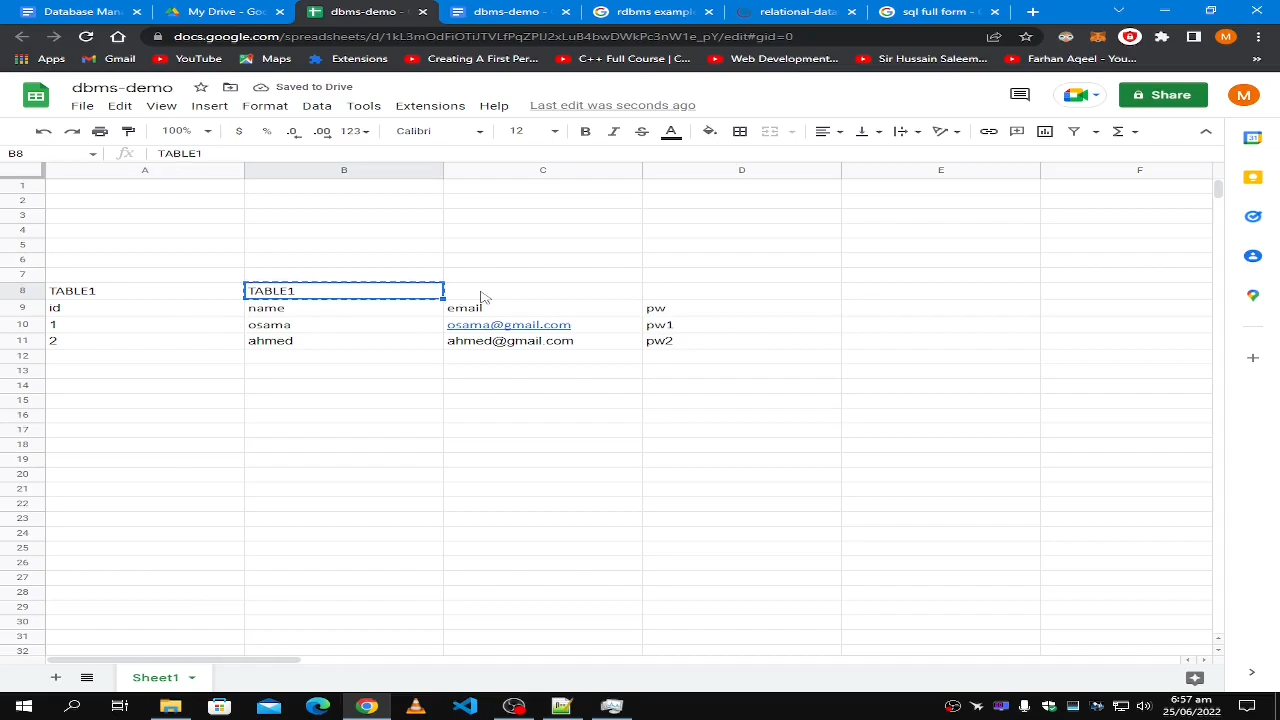 Database Mana
My Drive - Goo
dbms-demo -
dbms-demo -
rdbms example
relational-data
sql full form - G
docs.google.com/spreadsheets/d/1kL3mOdFiOTiJTVLfPqZPIJ2xLuB4bwDWkPc3nW1e_pY/edit#gid=0
Apps Gmail YouTube Maps Extensions Creating A First Per... C++ Full Course | C... Web Development... Sir Hussain Saleem... Farhan Aqeel - You... »
dbms-demo Saved to Drive
File Edit View Insert Format Data Tools Extensions Help Last edit was seconds ago
Share
M
100% $ % .0 .00 123 Calibri 12 B I S A
B8 fx TABLE1
A B C D E F
1
2
3
4
5
6
7
8 TABLE1 TABLE1
9 id name email pw
10 1 osama osama@gmail.com pw1
11 2 ahmed ahmed@gmail.com pw2
12
13
14
15
16
17
18
19
20
21
22
23
24
25
26
27
28
29
30
31
32
Sheet1
6:57 am
25/06/2022